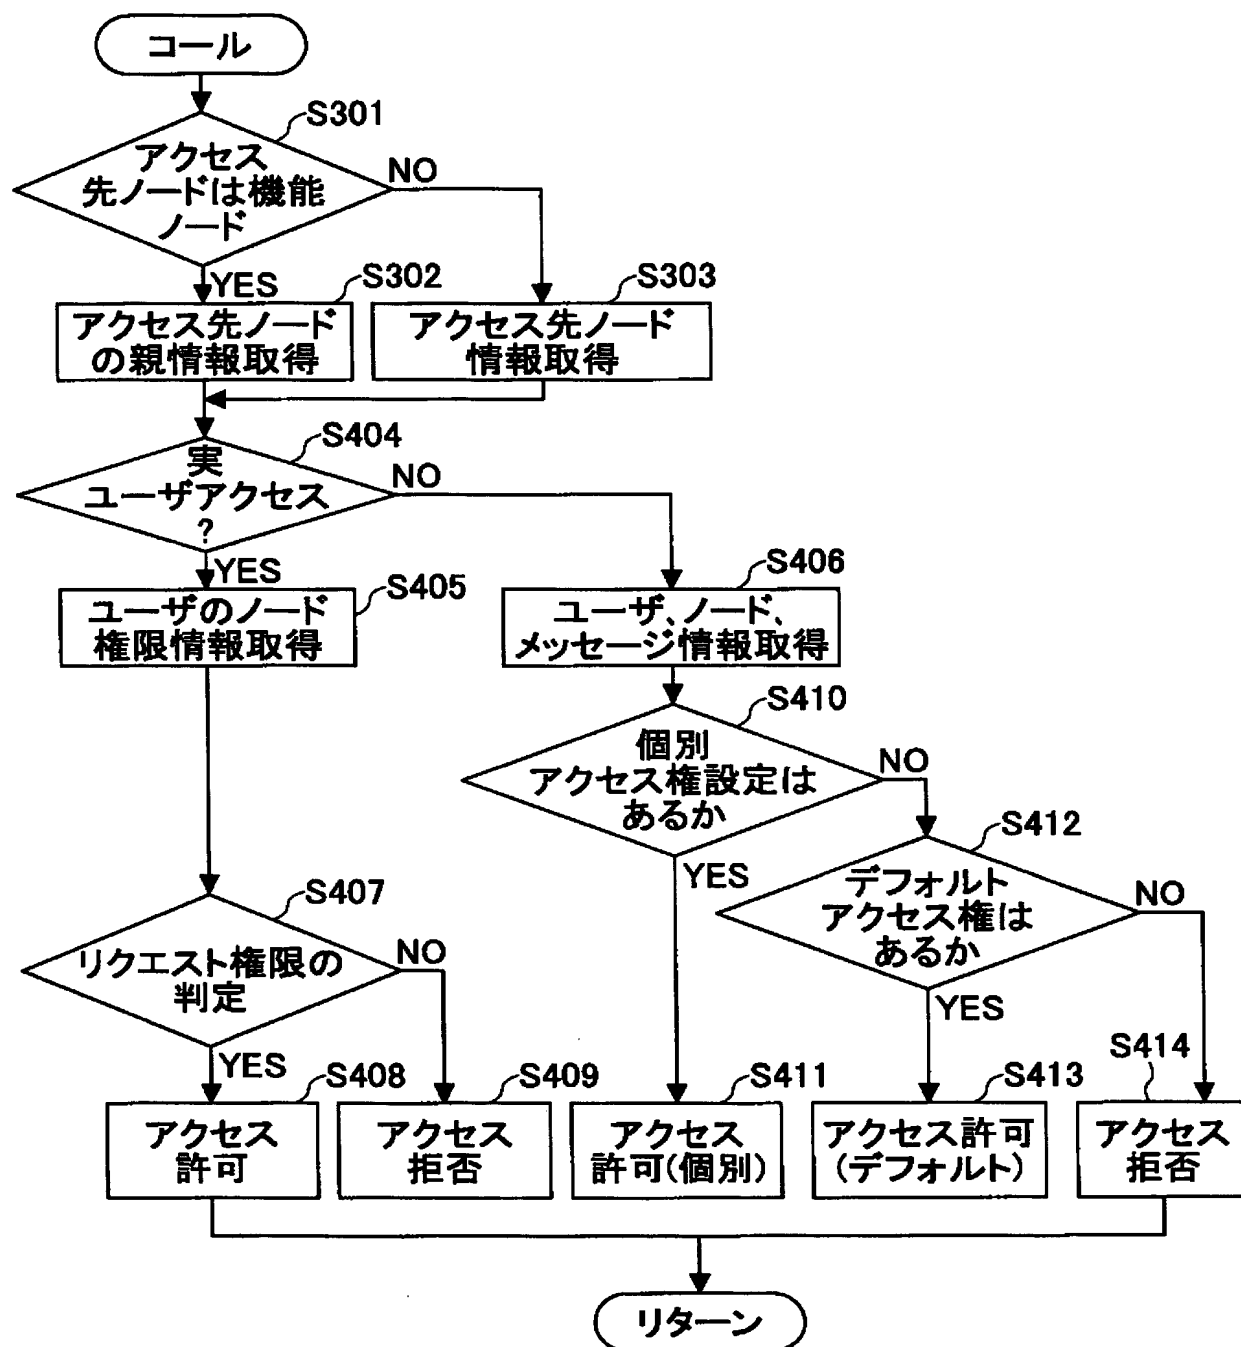 コール
S301
アクセス
先ノードは機能
ノード
NO
YES
S302
S303
アクセス先ノード
の親情報取得
アクセス先ノード
情報取得
S404
実
ユーザアクセス
?
NO
YES
S405
S406
ユーザのノード
権限情報取得
ユーザ、ノード、
メッセージ情報取得
S410
個別
アクセス権設定は
あるか
NO
YES
S412
デフォルト
アクセス権は
あるか
NO
YES
S407
リクエスト権限の
判定
NO
YES
S408
S409
S411
S413
S414
アクセス
許可
アクセス
拒否
アクセス
許可(個別)
アクセス許可
(デフォルト)
アクセス
拒否
リターン